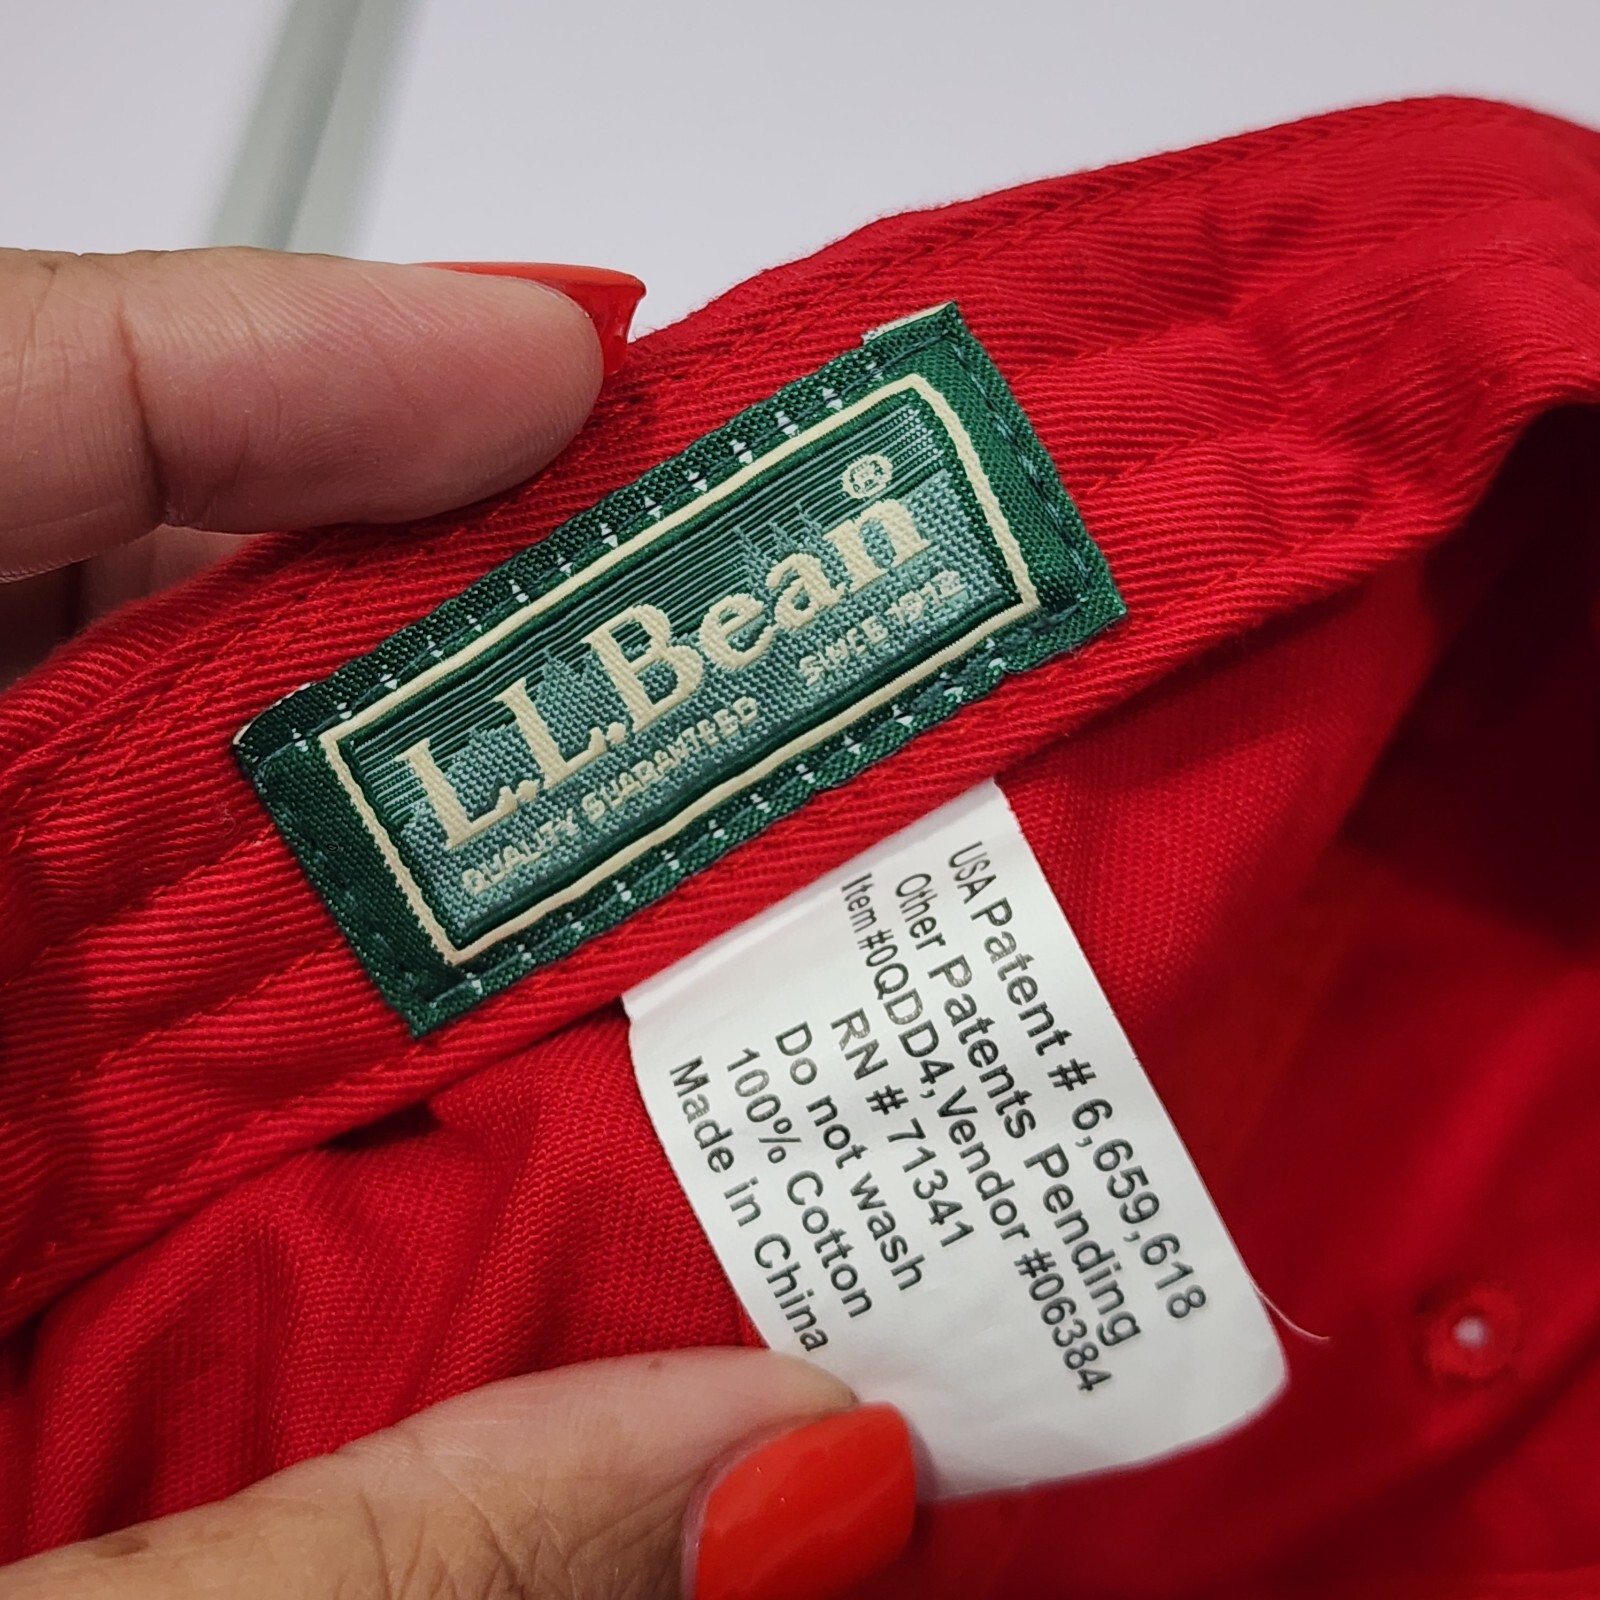 L.L.Bean®
QUALITY GUARANTEED SINCE 1912
USA Patent # 6,659,618
Other Patents Pending
Item #0QDD4,Vendor #06384
RN # 71341
Do not wash
100% Cotton
Made in China